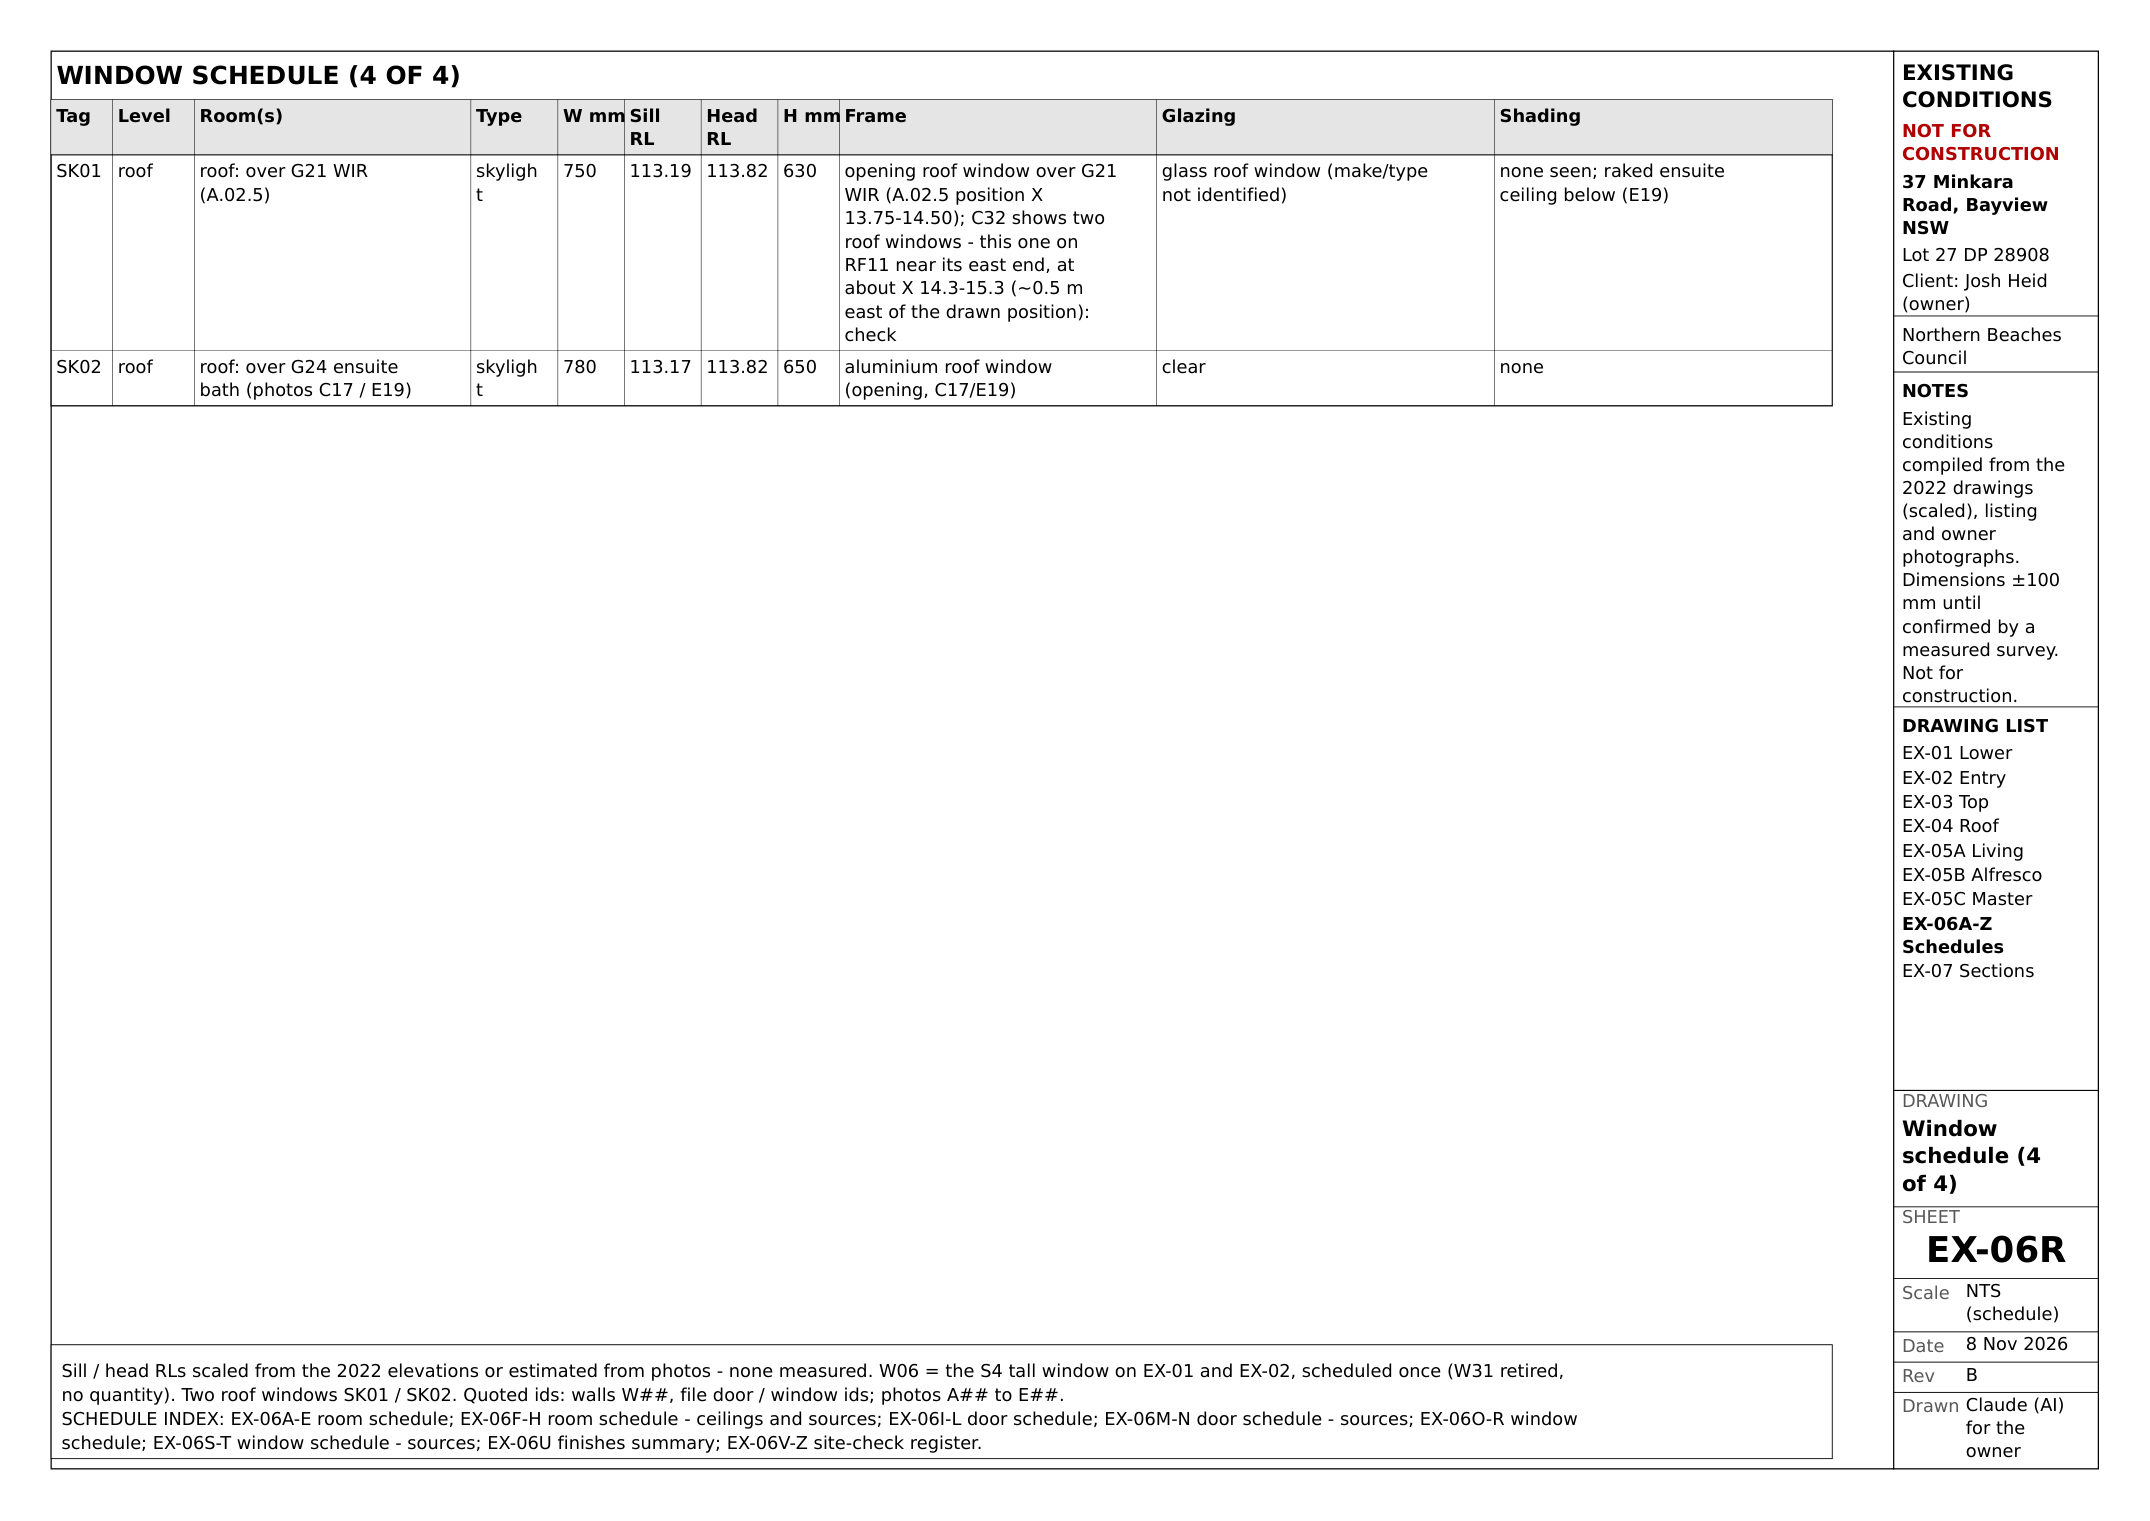 WINDOW SCHEDULE (4 OF 4)
Tag Level Room(s) Type W mm Sill RL Head RL H mm Frame Glazing Shading
SK01 roof roof: over G21 WIR skyligh 750 113.19 113.82 630 opening roof window over G21 glass roof window (make/type none seen; raked ensuite
(A.02.5) t WIR (A.02.5 position X not identified) ceiling below (E19)
13.75-14.50); C32 shows two
roof windows - this one on
RF11 near its east end, at
about X 14.3-15.3 (~0.5 m
east of the drawn position):
check
SK02 roof roof: over G24 ensuite skyligh 780 113.17 113.82 650 aluminium roof window clear none
bath (photos C17 / E19) t (opening, C17/E19)
Sill / head RLs scaled from the 2022 elevations or estimated from photos - none measured. W06 = the S4 tall window on EX-01 and EX-02, scheduled once (W31 retired,
no quantity). Two roof windows SK01 / SK02. Quoted ids: walls W##, file door / window ids; photos A## to E##.
SCHEDULE INDEX: EX-06A-E room schedule; EX-06F-H room schedule - ceilings and sources; EX-06I-L door schedule; EX-06M-N door schedule - sources; EX-06O-R window
schedule; EX-06S-T window schedule - sources; EX-06U finishes summary; EX-06V-Z site-check register.
EXISTING
CONDITIONS
NOT FOR
CONSTRUCTION
37 Minkara
Road, Bayview
NSW
Lot 27 DP 28908
Client: Josh Heid
(owner)
Northern Beaches
Council
NOTES
Existing
conditions
compiled from the
2022 drawings
(scaled), listing
and owner
photographs.
Dimensions ±100
mm until
confirmed by a
measured survey.
Not for
construction.
DRAWING LIST
EX-01 Lower
EX-02 Entry
EX-03 Top
EX-04 Roof
EX-05A Living
EX-05B Alfresco
EX-05C Master
EX-06A-Z
Schedules
EX-07 Sections
DRAWING
Window
schedule (4
of 4)
SHEET
EX-06R
Scale NTS
(schedule)
Date 8 Nov 2026
Rev B
Drawn Claude (AI)
for the
owner